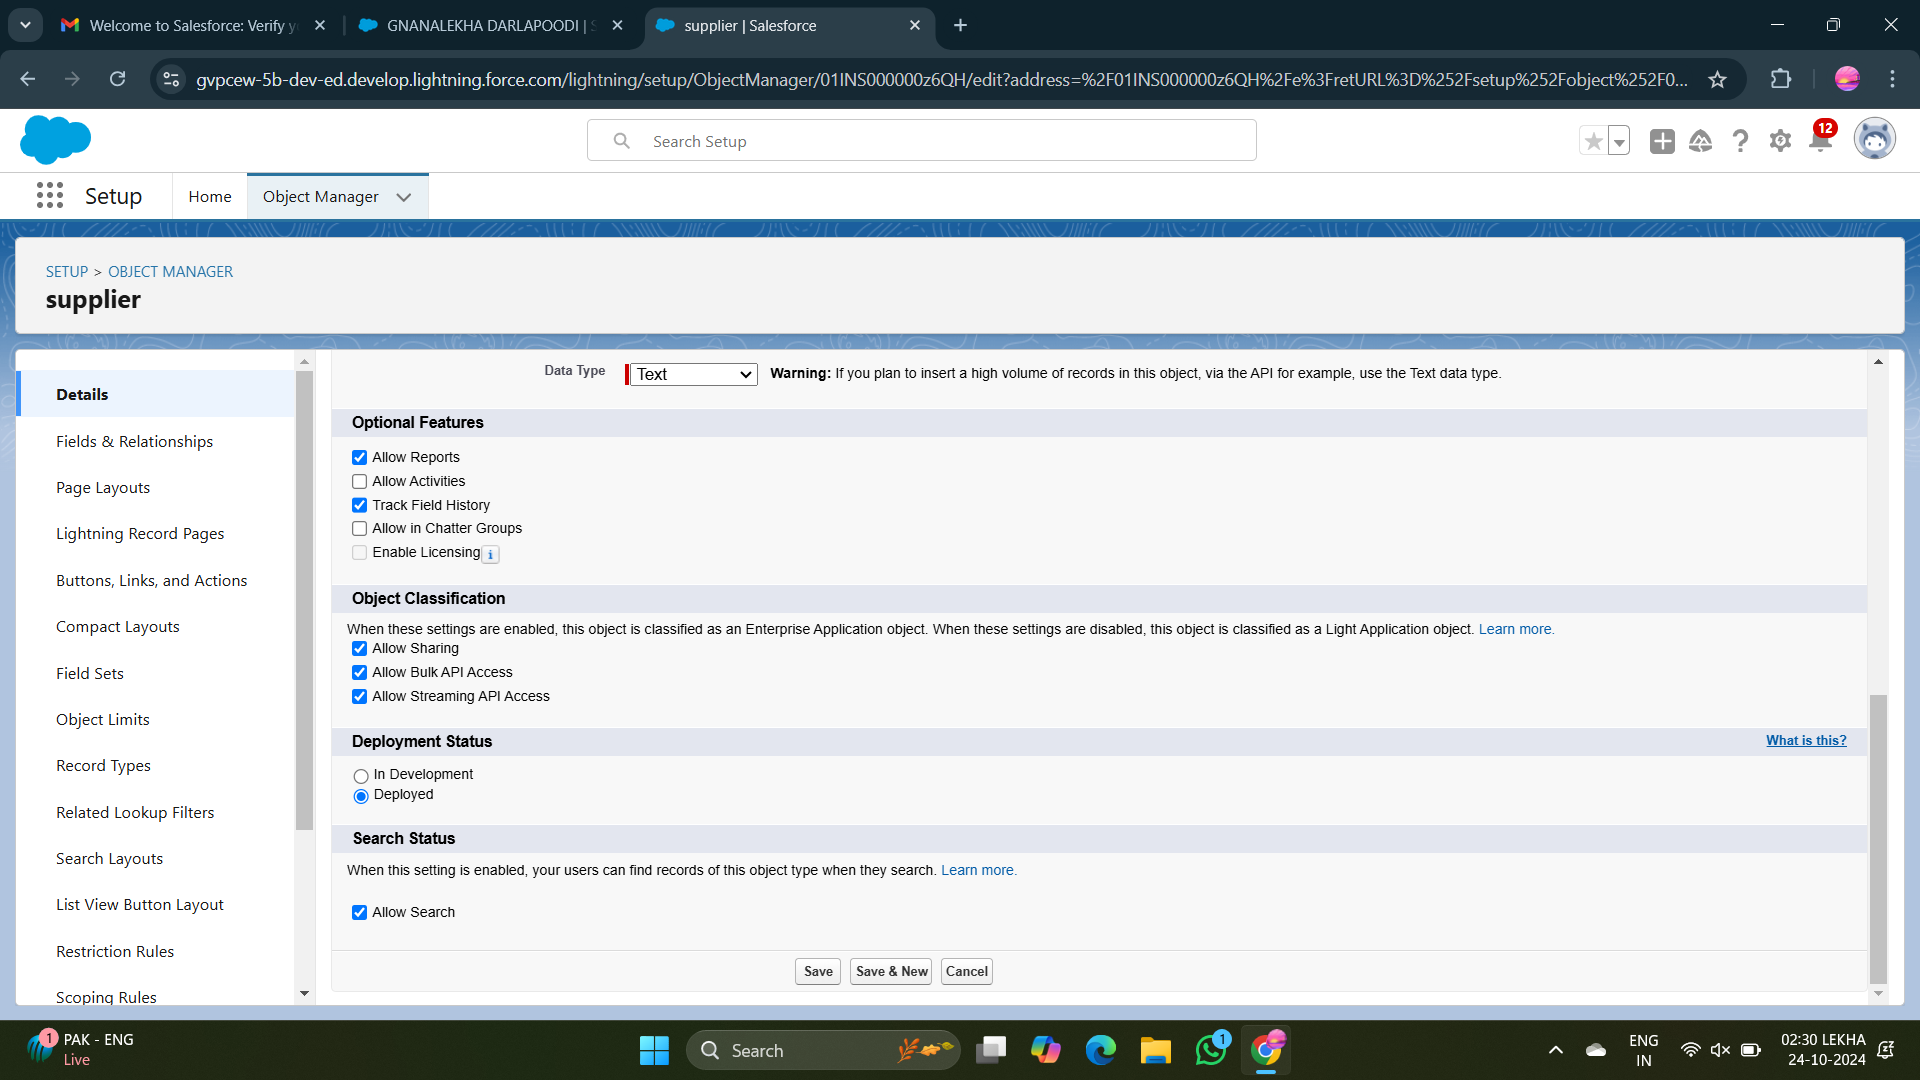 Welcome to Salesforce: Verify y
GNANALEKHA DARLAPOODI | S
supplier | Salesforce
gvpcew-5b-dev-ed.develop.lightning.force.com/lightning/setup/ObjectManager/01INS000000z6QH/edit?address=%2F01INS000000z6QH%2Fe%3FretURL%3D%252Fsetup%252Fobject%252F0...
Search Setup
12
Setup
Home
Object Manager
SETUP > OBJECT MANAGER
supplier
Details
Fields & Relationships
Page Layouts
Lightning Record Pages
Buttons, Links, and Actions
Compact Layouts
Field Sets
Object Limits
Record Types
Related Lookup Filters
Search Layouts
List View Button Layout
Restriction Rules
Scoping Rules
Data Type
Text
Warning: If you plan to insert a high volume of records in this object, via the API for example, use the Text data type.
Optional Features
Allow Reports
Allow Activities
Track Field History
Allow in Chatter Groups
Enable Licensing i
Object Classification
When these settings are enabled, this object is classified as an Enterprise Application object. When these settings are disabled, this object is classified as a Light Application object. Learn more.
Allow Sharing
Allow Bulk API Access
Allow Streaming API Access
Deployment Status
What is this?
In Development
Deployed
Search Status
When this setting is enabled, your users can find records of this object type when they search. Learn more.
Allow Search
Save
Save & New
Cancel
1
PAK - ENG
Live
Search
1
ENG
IN
02:30 LEKHA
24-10-2024